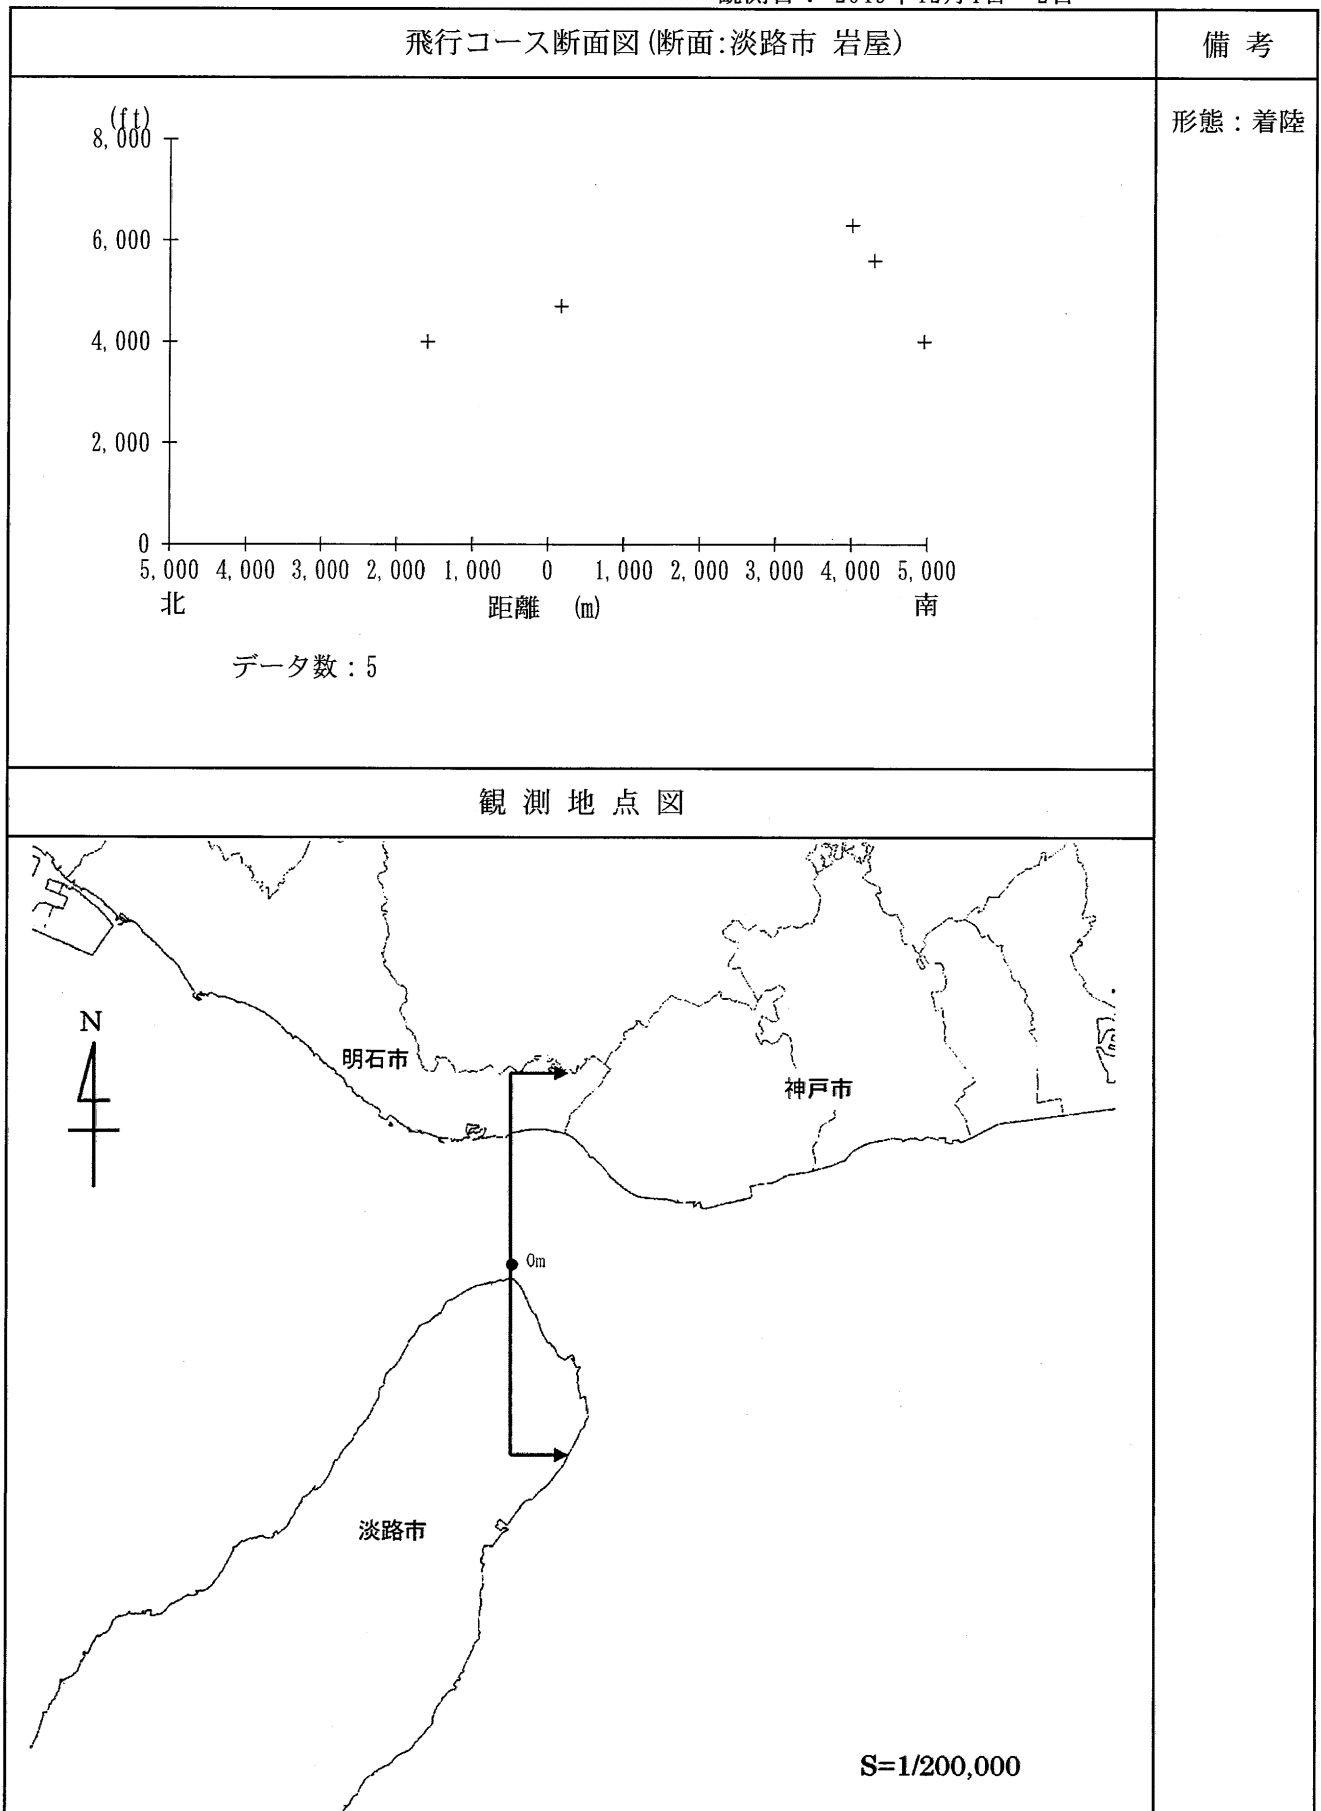 飛行コース断面図(断面:淡路市 岩屋)
備 考
形態：着陸
(ft)
8,000
6,000
4,000
2,000
0
5,000 4,000 3,000 2,000 1,000 0 1,000 2,000 3,000 4,000 5,000
北 距離 (m) 南
データ数：5
観 測 地 点 図
N
明石市
神戸市
0m
淡路市
S=1/200,000